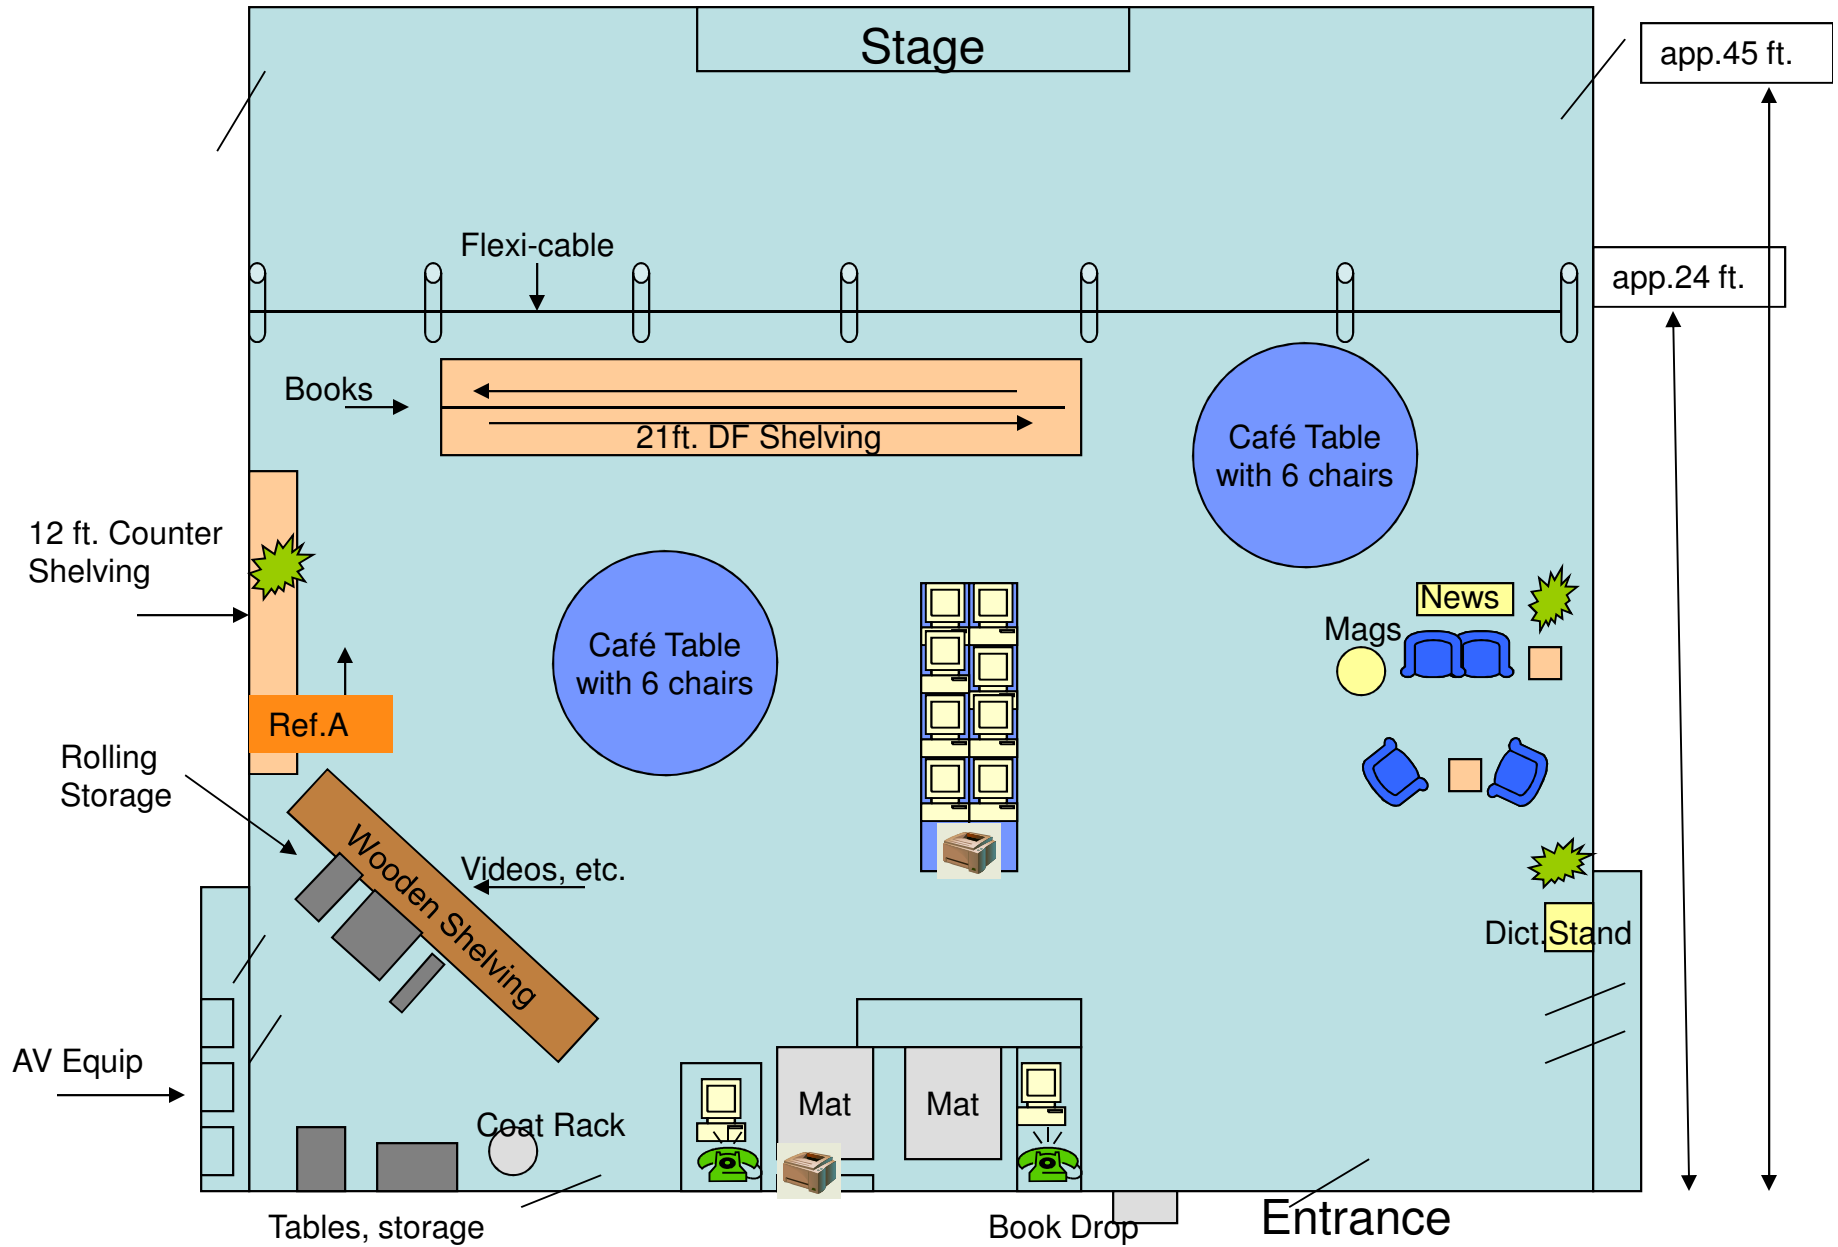 Stage
app.45 ft.
Flexi-cable
app.24 ft.
Books
21ft. DF Shelving
Café Table
with 6 chairs
12 ft. Counter
Shelving
Café Table
with 6 chairs
News
Mags
Ref.A
Rolling
Storage
Wooden Shelving
Videos, etc.
Dict.Stand
AV Equip
Mat
Mat
Coat Rack
Tables, storage
Book Drop
Entrance